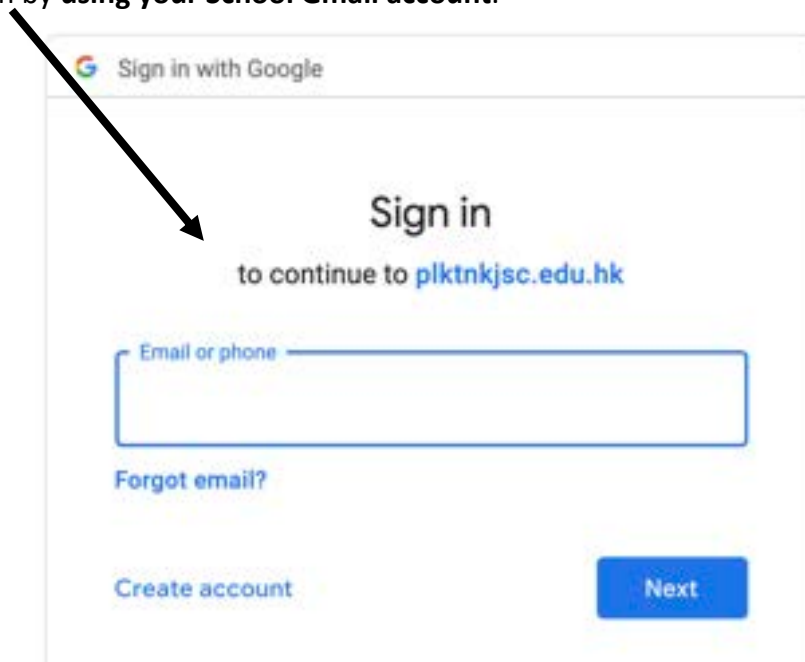 by using your School Gmail account.
Sign in with Google
Sign in
to continue to plktnkjsc.edu.hk
Email or phone
Forgot email?
Create account
Next